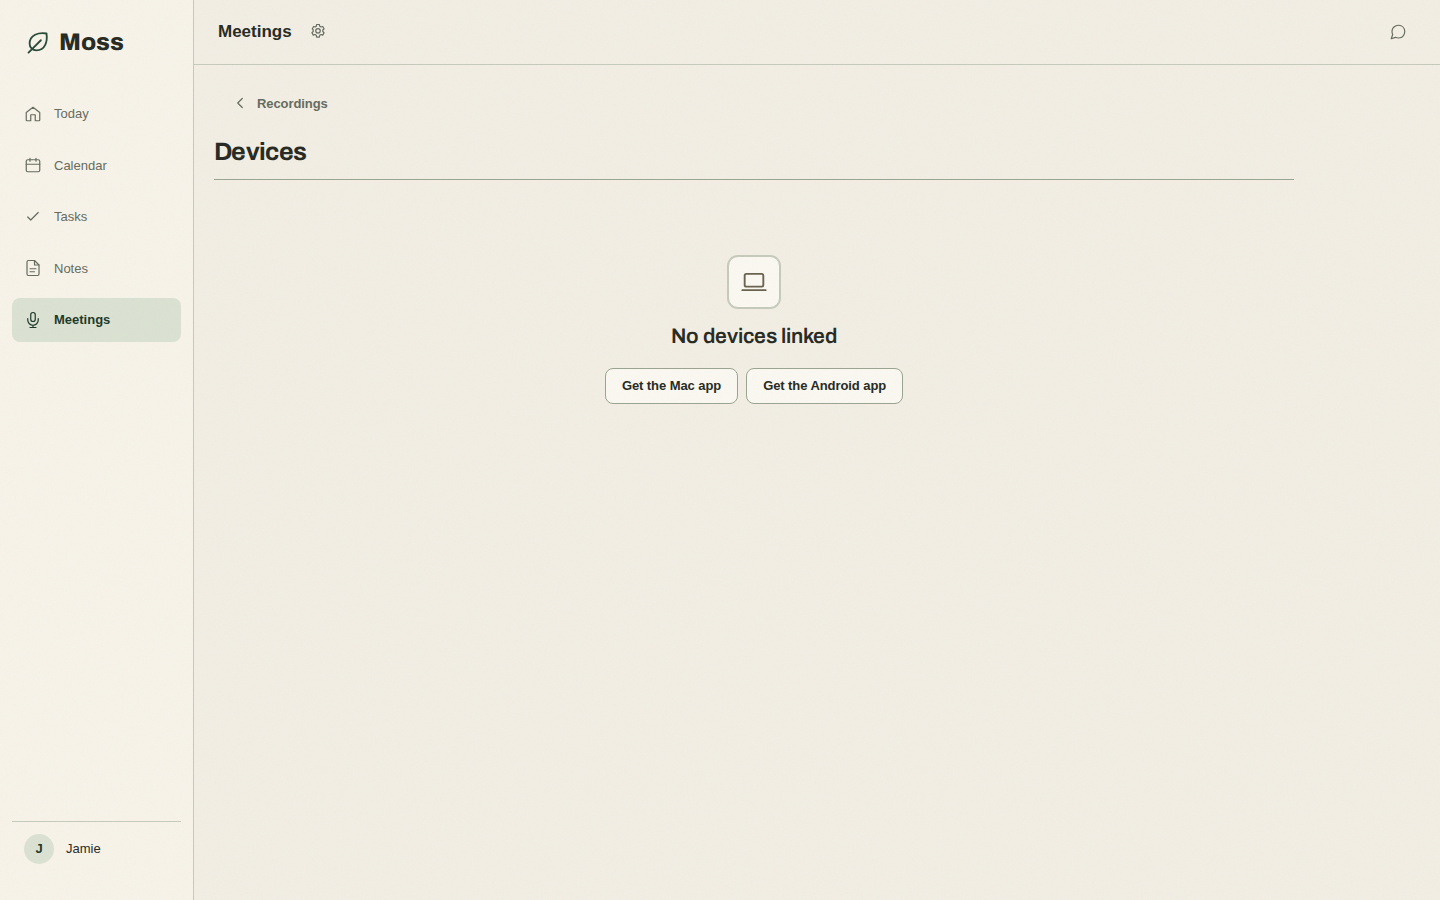 Moss
Today
Calendar
Tasks
Notes
Meetings
J
Jamie
Meetings
Recordings
Devices
No devices linked
Get the Mac app
Get the Android app